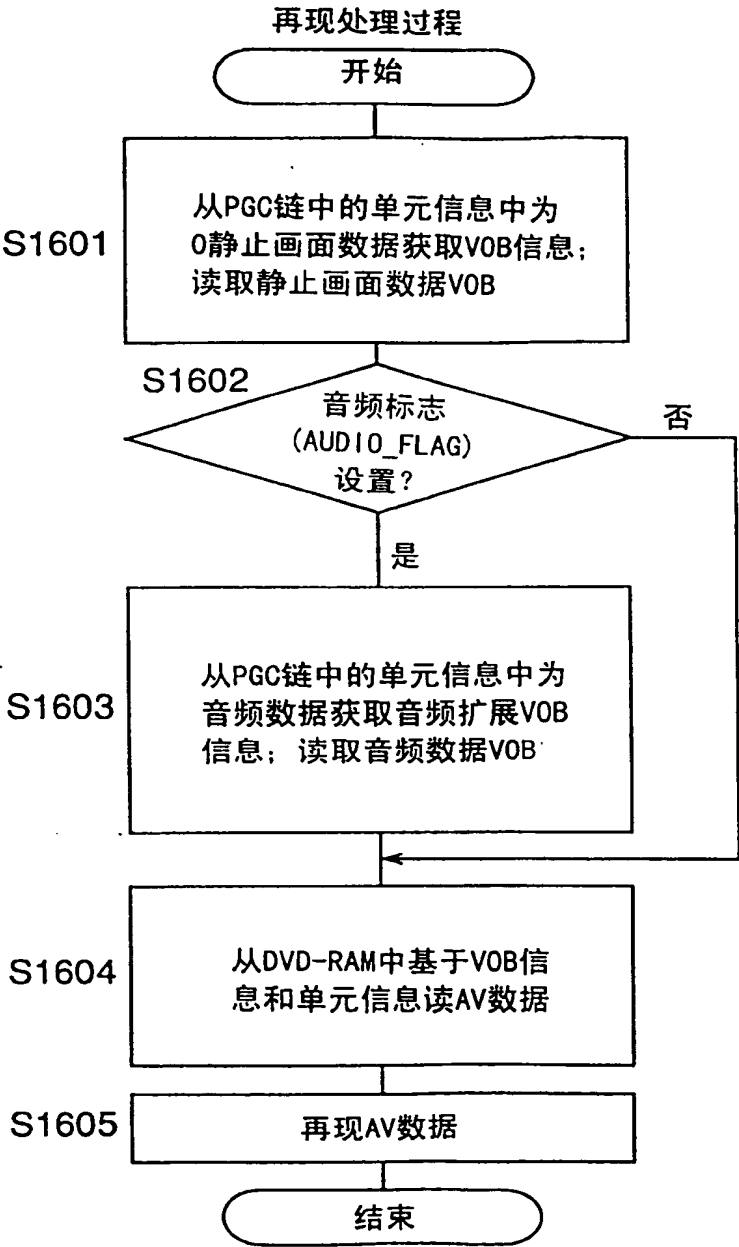 再现处理过程
开始
S1601
从PGC链中的单元信息中为
0静止画面数据获取VOB信息;
读取静止画面数据VOB
S1602
音频标志
(AUDIO_FLAG)
设置?
否
是
S1603
从PGC链中的单元信息中为
音频数据获取音频扩展VOB
信息; 读取音频数据VOB
S1604
从DVD-RAM中基于VOB信
息和单元信息读AV数据
S1605
再现AV数据
结束